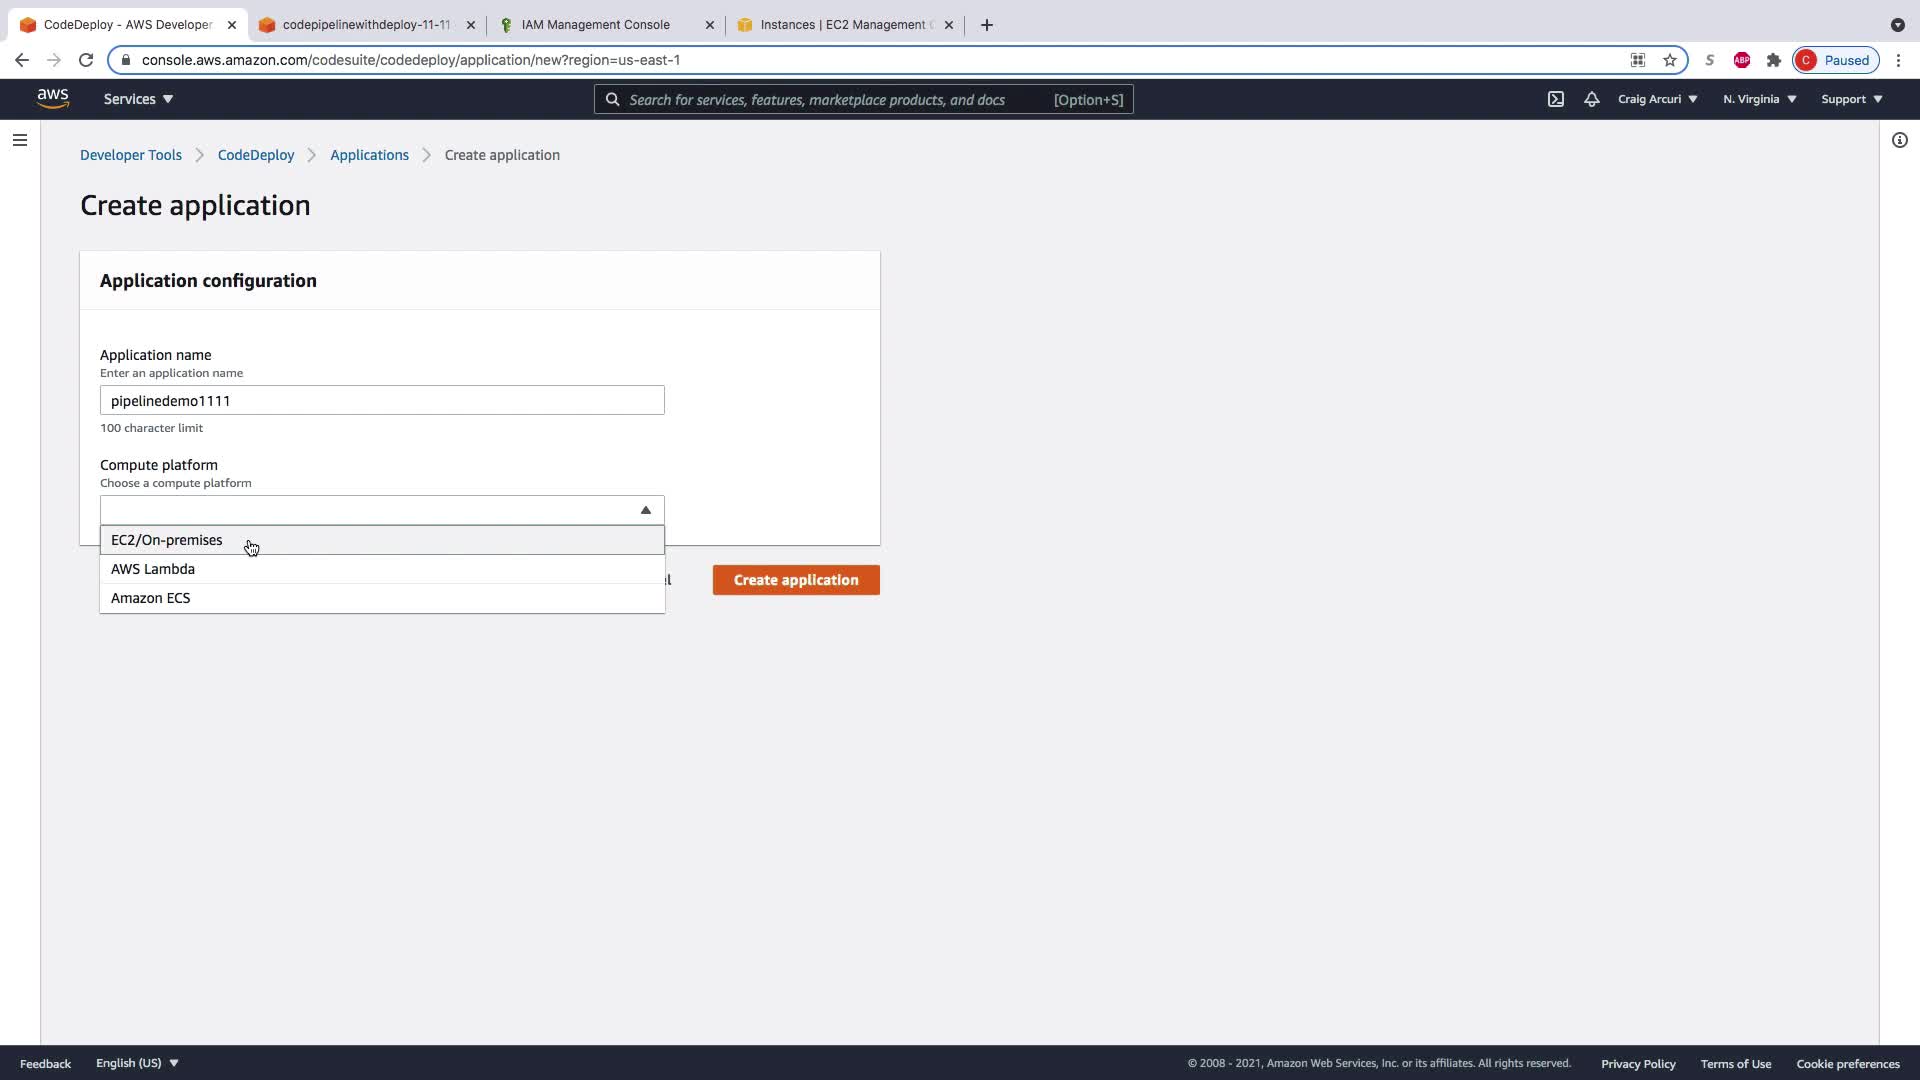 CodeDeploy - AWS Developer
codepipelinewithdeploy-11-11
IAM Management Console
Instances | EC2 Management C
console.aws.amazon.com/codesuite/codedeploy/application/new?region=us-east-1
S
ABP
C
Paused
aws
Services
Search for services, features, marketplace products, and docs
[Option+S]
Craig Arcuri
N. Virginia
Support
Developer Tools
CodeDeploy
Applications
Create application
Create application
Application configuration
Application name
Enter an application name
pipelinedemo1111
100 character limit
Compute platform
Choose a compute platform
EC2/On-premises
AWS Lambda
Amazon ECS
Create application
Feedback
English (US)
© 2008 - 2021, Amazon Web Services, Inc. or its affiliates. All rights reserved.
Privacy Policy
Terms of Use
Cookie preferences